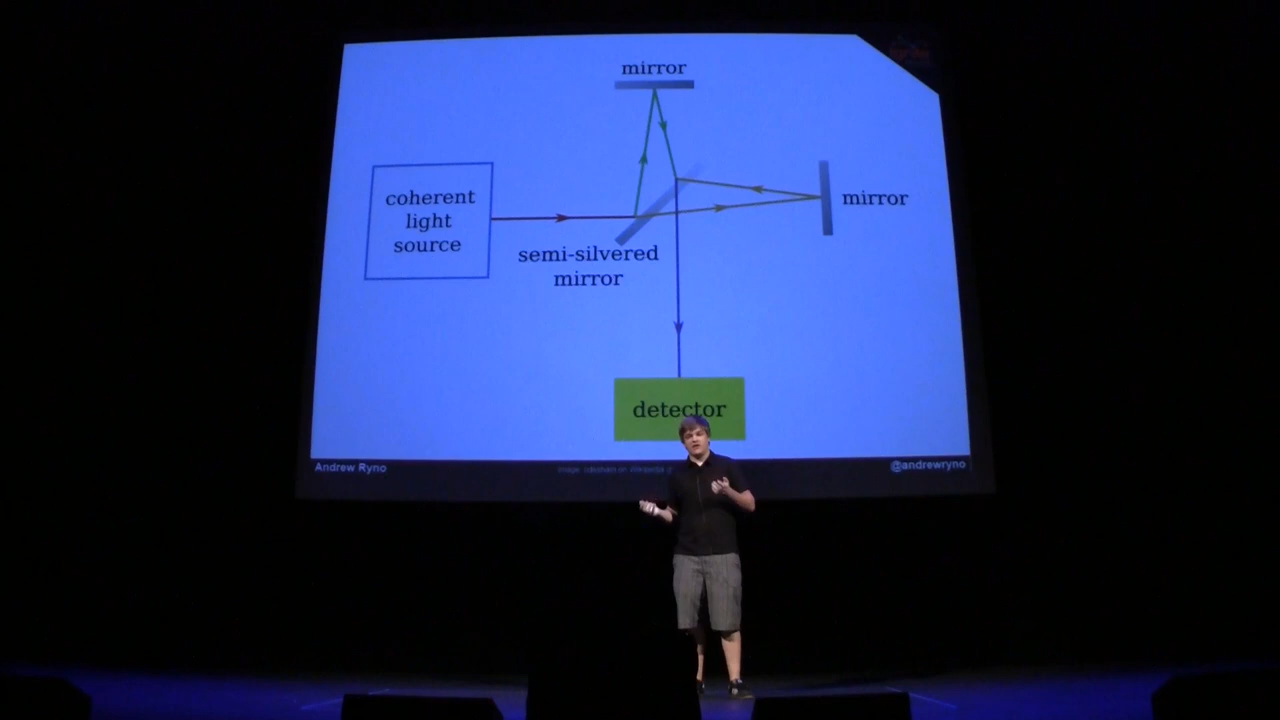 mirror
coherent
light
source
mirror
semi-silvered
mirror
detector
Andrew Ryno
@andrewryno